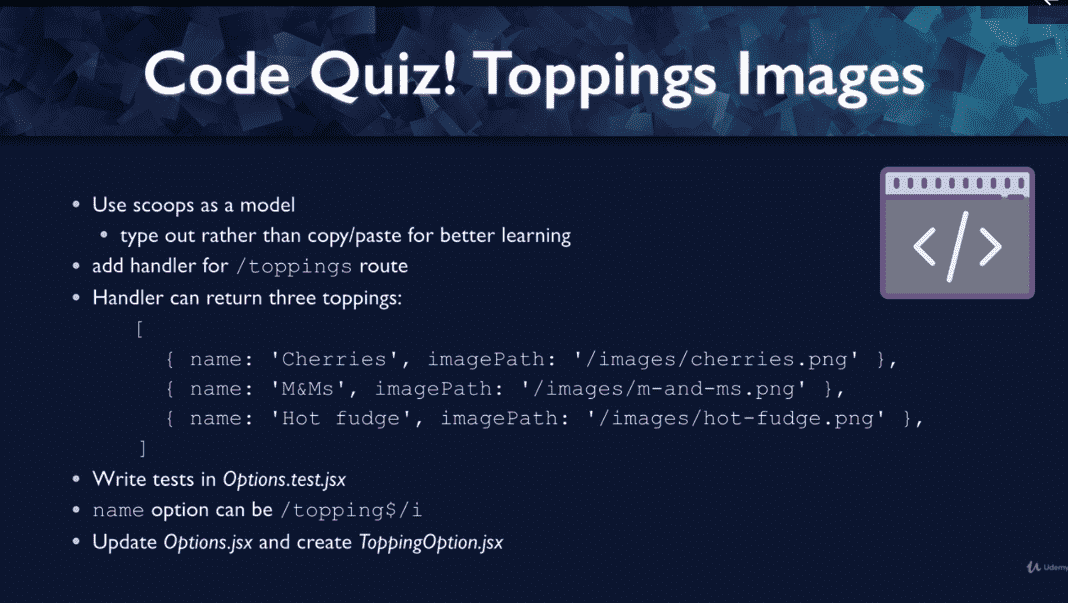 Code Quiz! Toppings Images
• Use scoops as a model
• type out rather than copy/paste for better learning
• add handler for /toppings route
• Handler can return three toppings:
[
{ name: 'Cherries', imagePath: '/images/cherries.png' },
{ name: 'M&Ms', imagePath: '/images/m-and-ms.png' },
{ name: 'Hot fudge', imagePath: '/images/hot-fudge.png' },
]
• Write tests in Options.test.jsx
• name option can be /topping$/i
• Update Options.jsx and create ToppingOption.jsx
</> 
Udemy